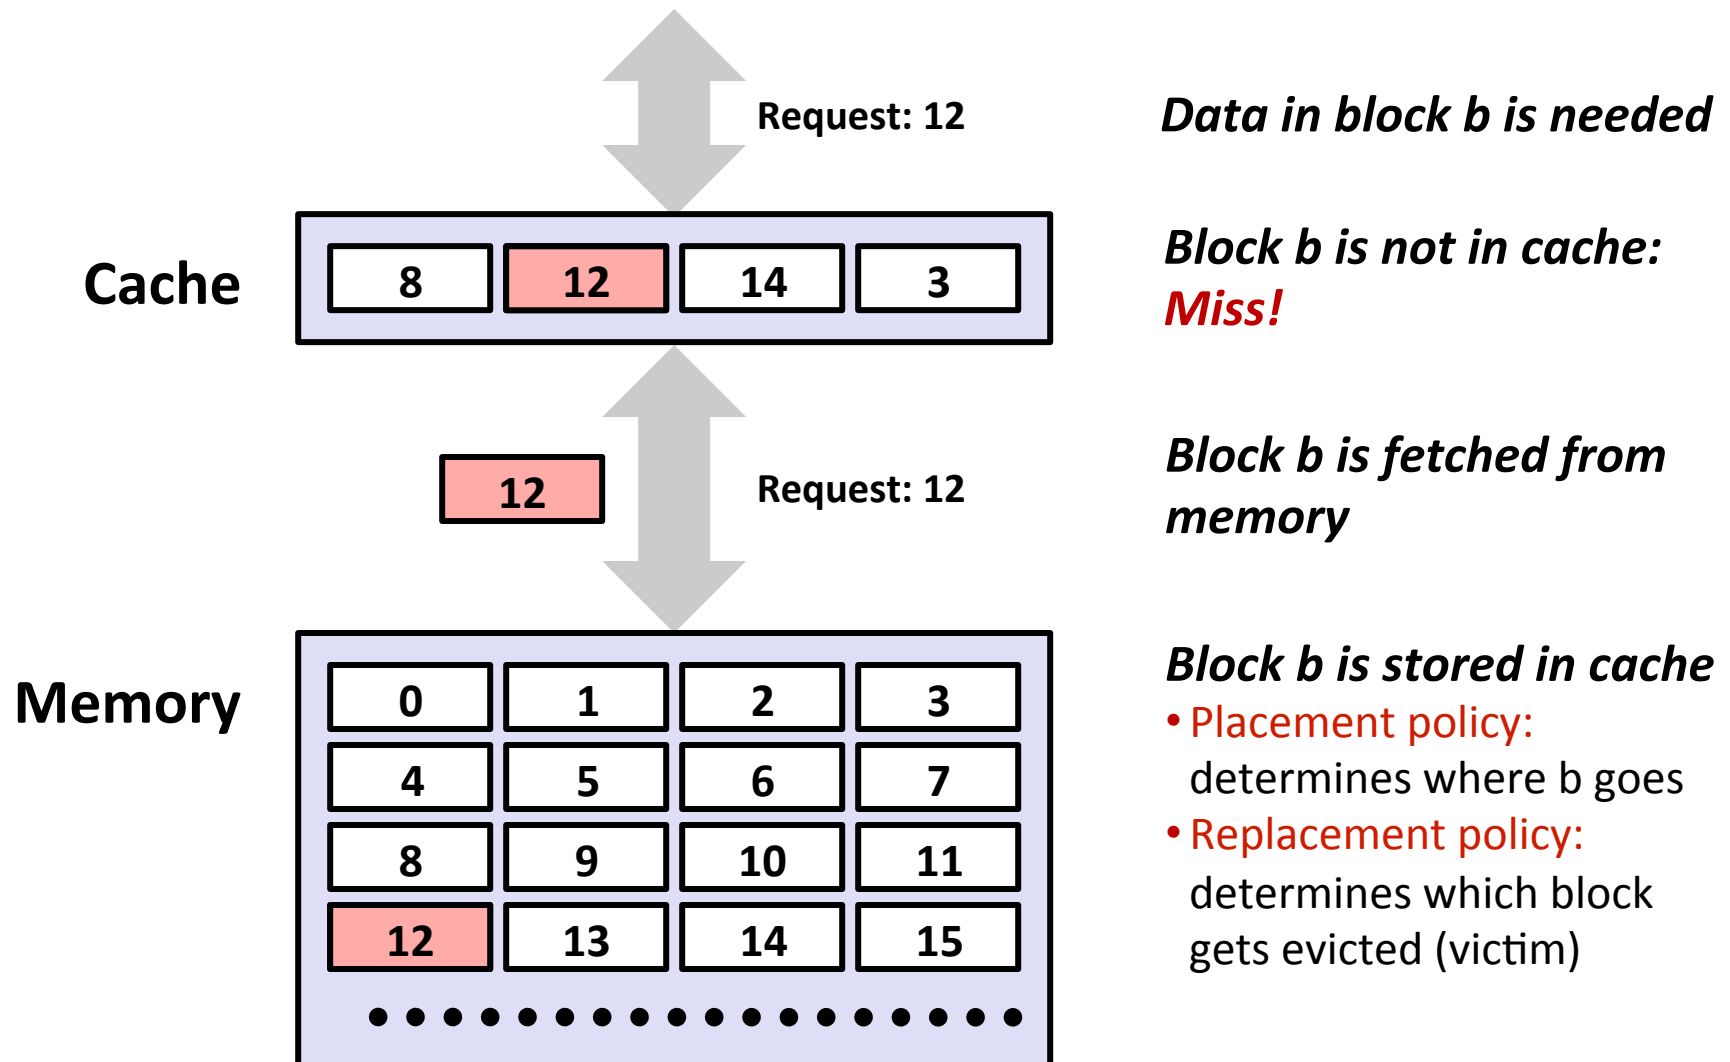 Request: 12
Data in block b is needed
Cache
8 12 14 3
Block b is not in cache:
Miss!
12
Request: 12
Block b is fetched from
memory
Memory
0 1 2 3
4 5 6 7
8 9 10 11
12 13 14 15
Block b is stored in cache
• Placement policy:
determines where b goes
• Replacement policy:
determines which block
gets evicted (victim)